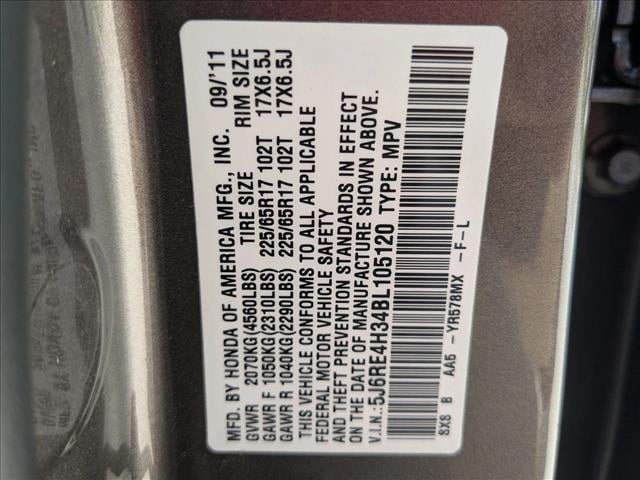 MFD. BY HONDA OF AMERICA MFG., INC. 09/'11
TIRE SIZE RIM SIZE
GVWR 2070KG(4560LBS)
GAWR F 1050KG(2310LBS) 225/65R17 102T 17X6.5J
GAWR R 1040KG(2290LBS) 225/65R17 102T 17X6.5J
THIS VEHICLE CONFORMS TO ALL APPLICABLE
FEDERAL MOTOR VEHICLE SAFETY
AND THEFT PREVENTION STANDARDS IN EFFECT
ON THE DATE OF MANUFACTURE SHOWN ABOVE.
V.I.N.:5J6RE4H34BL105120 TYPE: MPV
SXS B AA5 -YR578MX -F-L